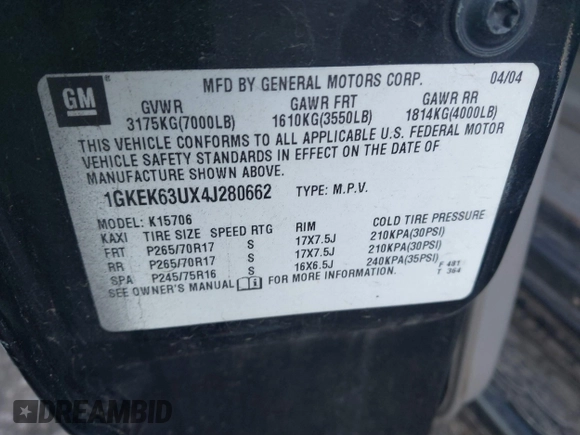 GM
MFD BY GENERAL MOTORS CORP. 04/04
GVWR GAWR FRT GAWR RR
3175KG(7000LB) 1610KG(3550LB) 1814KG(4000LB)
THIS VEHICLE CONFORMS TO ALL APPLICABLE U.S. FEDERAL MOTOR
VEHICLE SAFETY STANDARDS IN EFFECT ON THE DATE OF
MANUFACTURE SHOWN ABOVE.
1GKEK63UX4J280662 TYPE: M.P.V.
MODEL: K15706
KAXI TIRE SIZE SPEED RTG RIM COLD TIRE PRESSURE
FRT P265/70R17 S 17X7.5J 210KPA(30PSI)
RR P265/70R17 S 17X7.5J 210KPA(30PSI)
SPA P245/75R16 S 16X6.5J 240KPA(35PSI) F 481
SEE OWNER'S MANUAL FOR MORE INFORMATION. T 364
DREAMBID